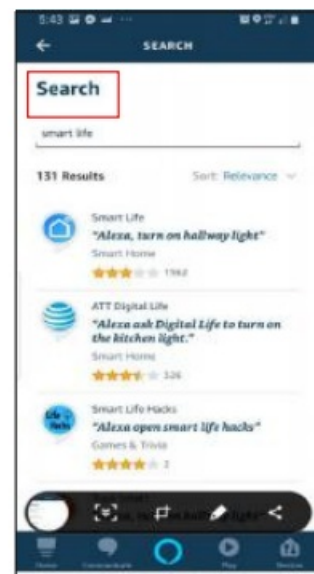 5:43
SEARCH
Search
smart life
131 Results
Sort: Relevance
Smart Life
"Alexa, turn on hallway light"
Smart Home
ATT Digital Life
"Alexa ask Digital Life to turn on
the kitchen light."
Smart Home
326
Smart Life Hacks
"Alexa open smart life hacks"
Games & Trivia
2
Home
Communicate
Play
Devices